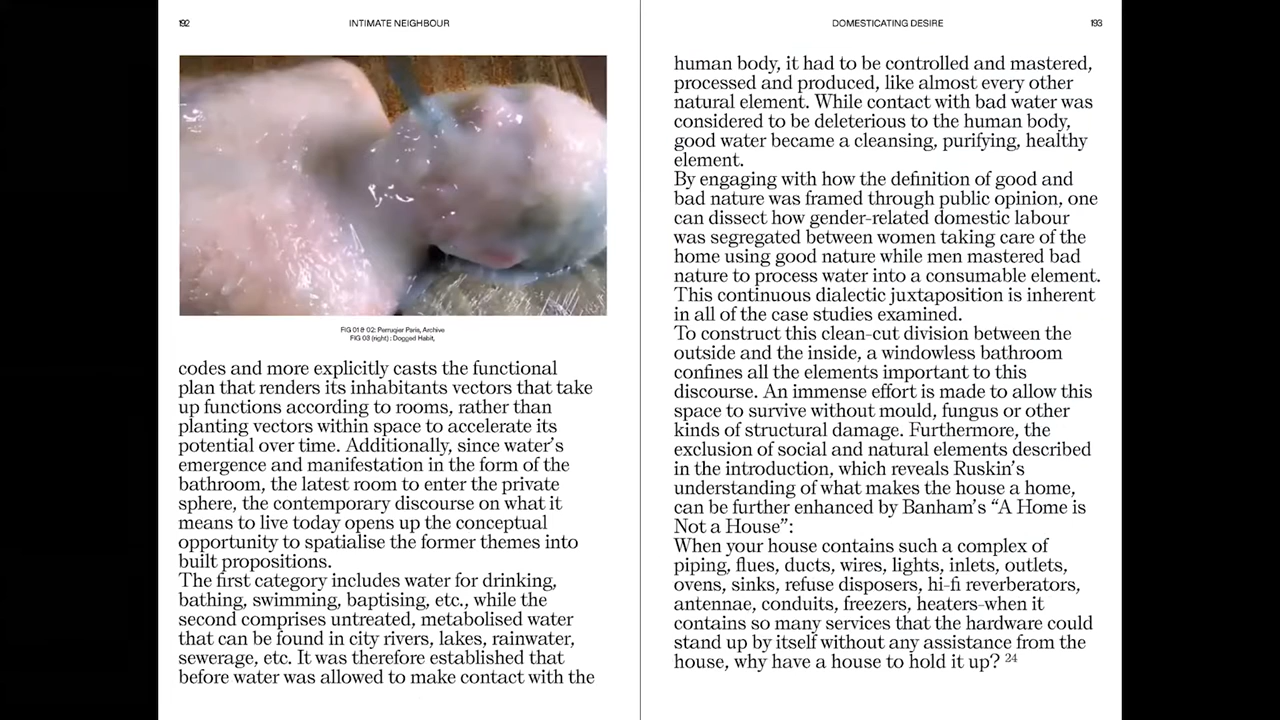 192
INTIMATE NEIGHBOUR
FIG 01 & 02: Perrugier Paris, Archive
FIG 03 (right) : Dogged Habit,
codes and more explicitly casts the functional
plan that renders its inhabitants vectors that take
up functions according to rooms, rather than
planting vectors within space to accelerate its
potential over time. Additionally, since water’s
emergence and manifestation in the form of the
bathroom, the latest room to enter the private
sphere, the contemporary discourse on what it
means to live today opens up the conceptual
opportunity to spatialise the former themes into
built propositions.
The first category includes water for drinking,
bathing, swimming, baptising, etc., while the
second comprises untreated, metabolised water
that can be found in city rivers, lakes, rainwater,
sewerage, etc. It was therefore established that
before water was allowed to make contact with the
DOMESTICATING DESIRE
193
human body, it had to be controlled and mastered,
processed and produced, like almost every other
natural element. While contact with bad water was
considered to be deleterious to the human body,
good water became a cleansing, purifying, healthy
element.
By engaging with how the definition of good and
bad nature was framed through public opinion, one
can dissect how gender-related domestic labour
was segregated between women taking care of the
home using good nature while men mastered bad
nature to process water into a consumable element.
This continuous dialectic juxtaposition is inherent
in all of the case studies examined.
To construct this clean-cut division between the
outside and the inside, a windowless bathroom
confines all the elements important to this
discourse. An immense effort is made to allow this
space to survive without mould, fungus or other
kinds of structural damage. Furthermore, the
exclusion of social and natural elements described
in the introduction, which reveals Ruskin’s
understanding of what makes the house a home,
can be further enhanced by Banham’s “A Home is
Not a House”:
When your house contains such a complex of
piping, flues, ducts, wires, lights, inlets, outlets,
ovens, sinks, refuse disposers, hi-fi reverberators,
antennae, conduits, freezers, heaters-when it
contains so many services that the hardware could
stand up by itself without any assistance from the
house, why have a house to hold it up? 24